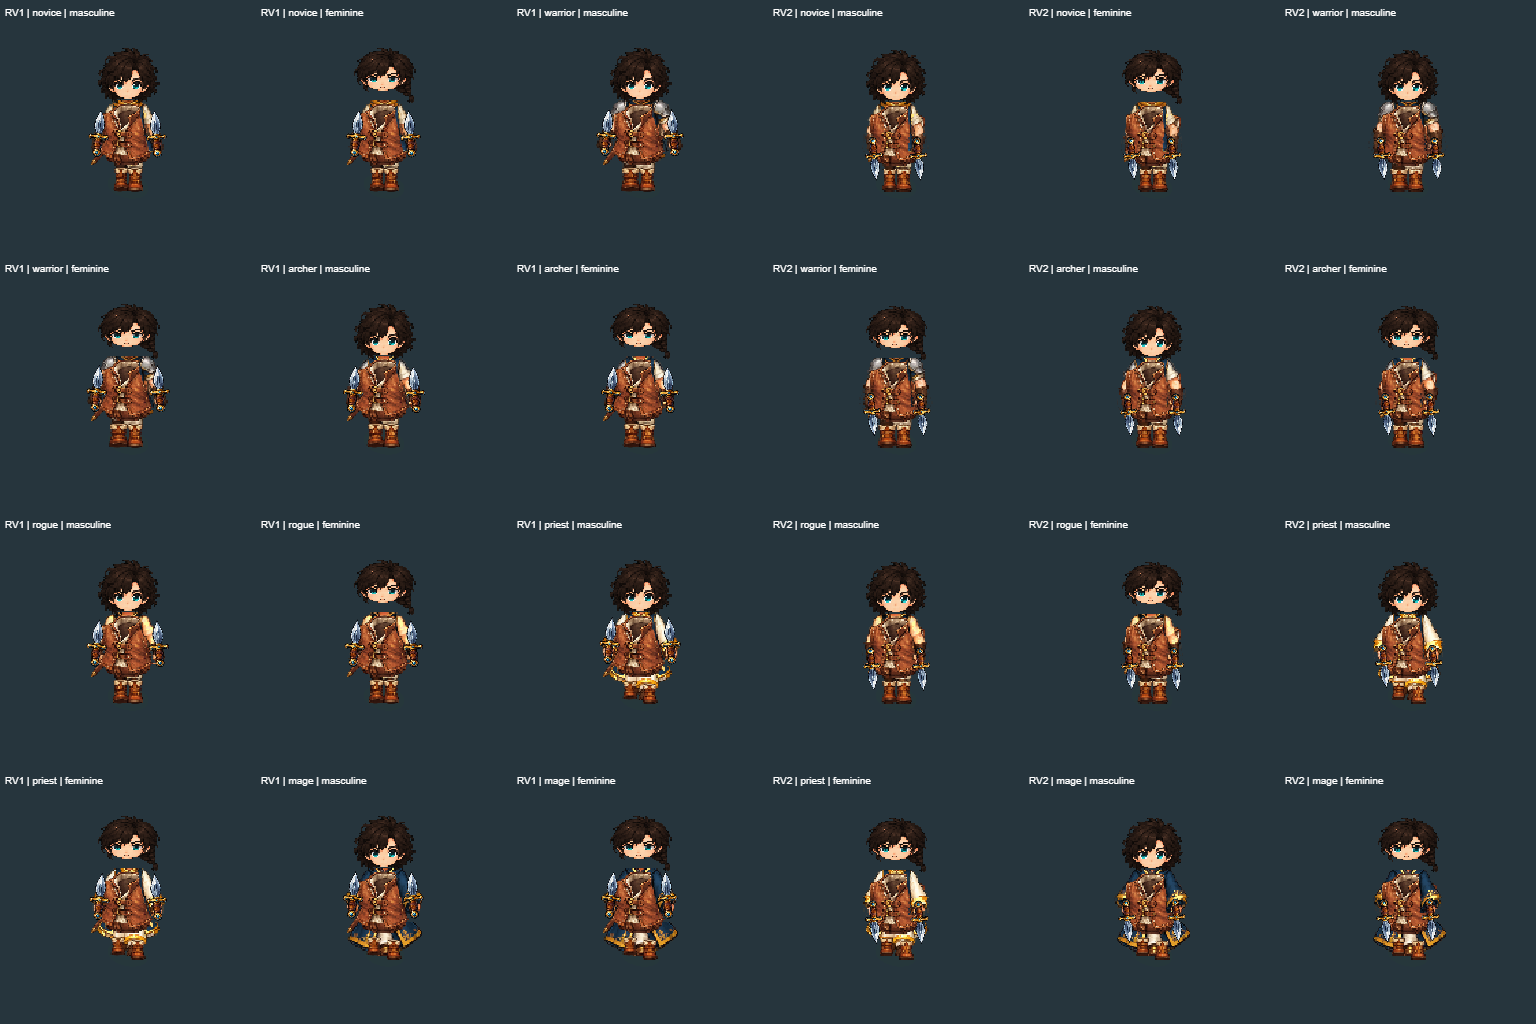 RV1 | novice | masculine
RV1 | novice | feminine
RV1 | warrior | masculine
RV2 | novice | masculine
RV2 | novice | feminine
RV2 | warrior | masculine
RV1 | warrior | feminine
RV1 | archer | masculine
RV1 | archer | feminine
RV2 | warrior | feminine
RV2 | archer | masculine
RV2 | archer | feminine
RV1 | rogue | masculine
RV1 | rogue | feminine
RV1 | priest | masculine
RV2 | rogue | masculine
RV2 | rogue | feminine
RV2 | priest | masculine
RV1 | priest | feminine
RV1 | mage | masculine
RV1 | mage | feminine
RV2 | priest | feminine
RV2 | mage | masculine
RV2 | mage | feminine